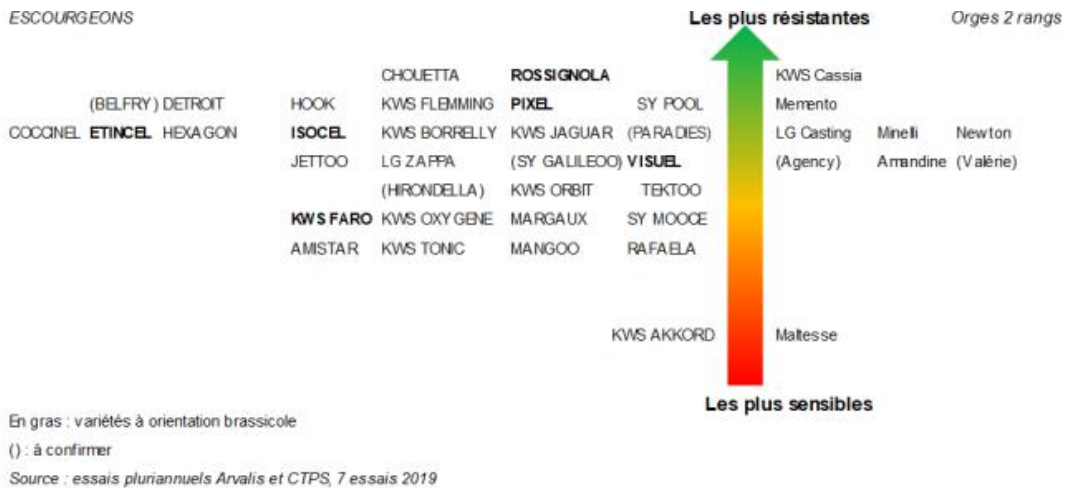 ESCOURGEONS Les plus résistantes Orges 2 rangs
CHOUETTA ROSSIGNOLA KWS Cassia
(BELFRY) DETROIT HOOK KWS FLEMMING PIXEL SY POOL Memento
COCCINEL ETINCEL HEXAGON ISOCEL KWS BORRELLY KWS JAGUAR (PARADIES) LG Casting Minelli Newton
JETTOO LG ZAPPA (SY GALILEOO) VISUEL (Agency) Amandine (Valérie)
(HIRONDELLA) KWS ORBIT TEKTOO
KWS FARO KWS OXYGENE MARGAUX SY MOOCE
AMISTAR KWS TONIC MANGOO RAFAELA
KWS AKKORD Maltesse
Les plus sensibles
En gras : variétés à orientation brassicole
() : à confirmer
Source : essais pluriannuels Arvalis et CTPS, 7 essais 2019